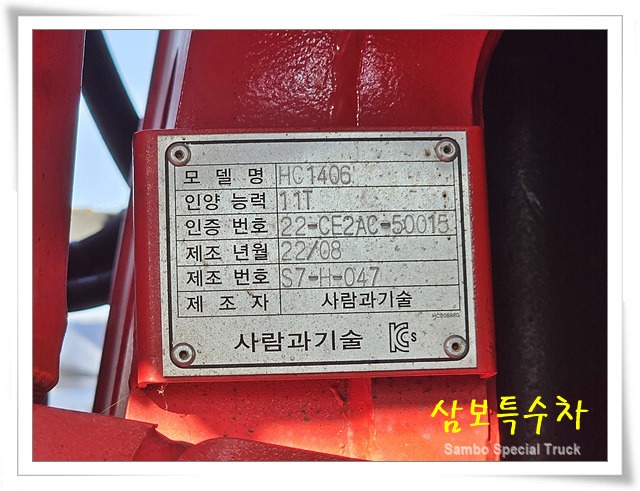 모델명 HC1406
인양 능력 11T
인증 번호 22-CE2AC-50015
제조 년월 22/08
제조 번호 S7-H-047
제조자 사람과기술
사람과기술 KCs
삼보특수차
Sambo Special Truck